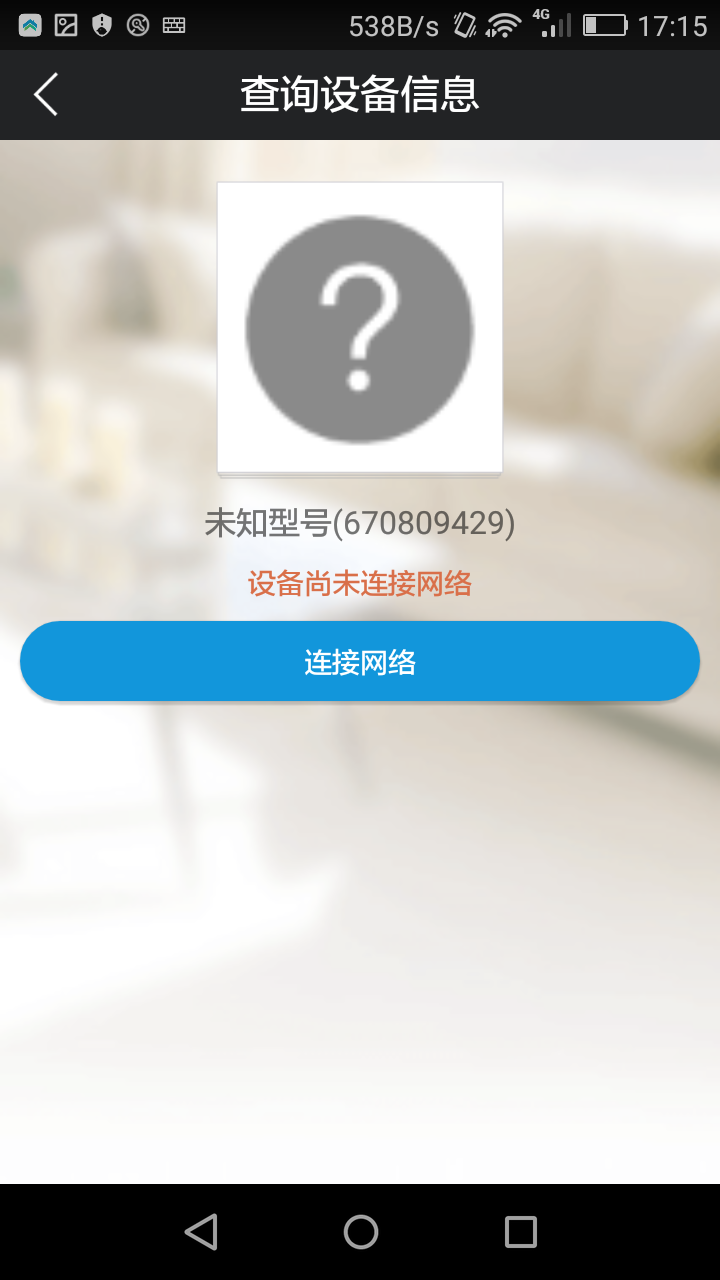 538B/s 4G 17:15
查询设备信息
?
未知型号(670809429)
设备尚未连接网络
连接网络